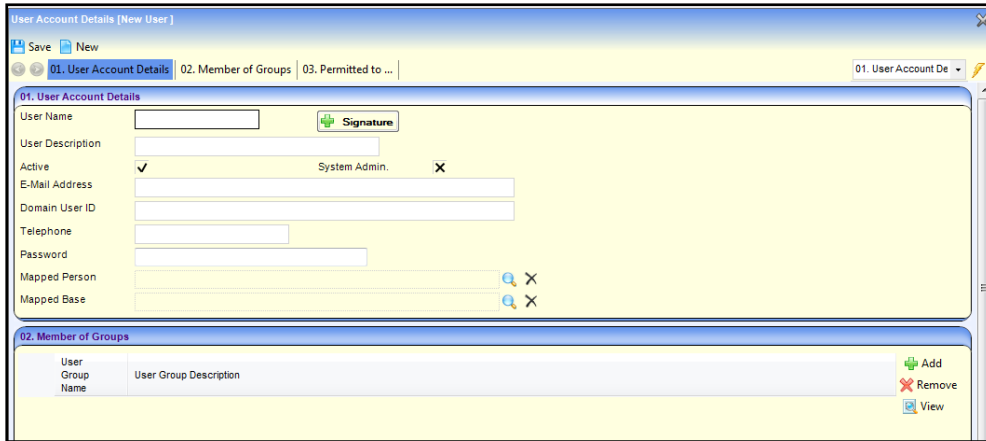 User Account Details [New User ]
Save New
01. User Account Details 02. Member of Groups 03. Permitted to ... 01. User Account De
01. User Account Details
User Name Signature
User Description
Active System Admin.
E-Mail Address
Domain User ID
Telephone
Password
Mapped Person
Mapped Base
02. Member of Groups
User Group Name User Group Description
Add
Remove
View